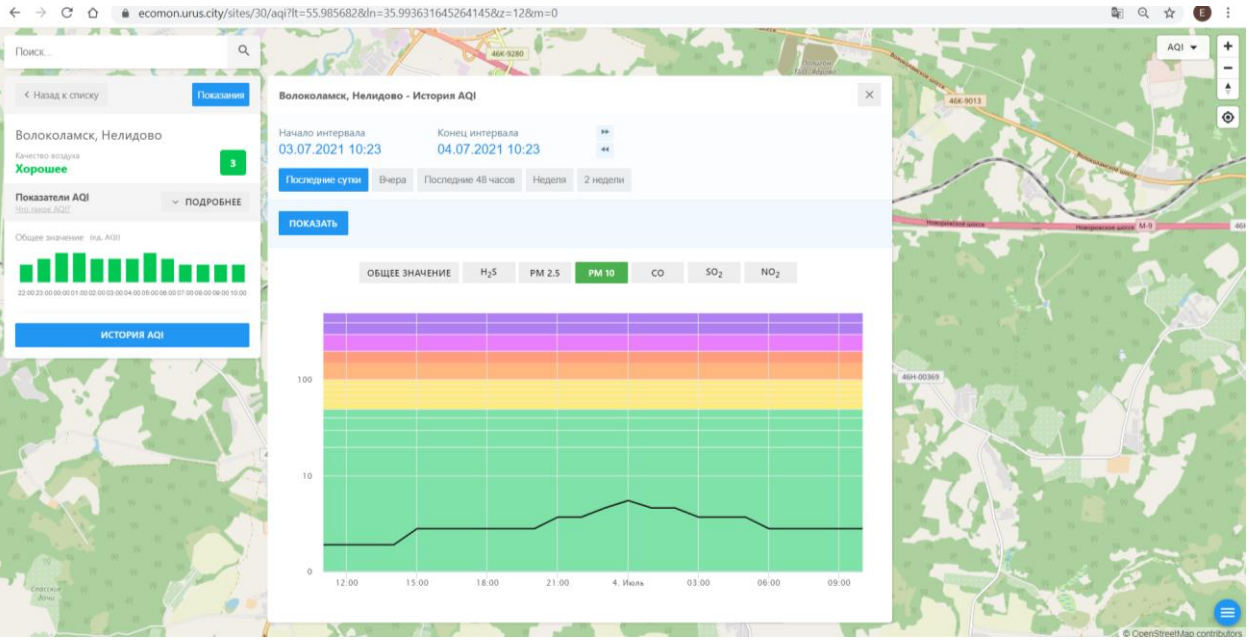 ecomon.urus.city/sites/30/aqi?lt=55.985682&ln=35.993631645264145&z=12&m=0
E
Поиск...
AQI
< Назад к списку
Показания
Волоколамск, Нелидово
Качество воздуха
Хорошее
3
Показатели AQI
Что такое AQI?
ПОДРОБНЕЕ
Общее значение (ед. AQI)
22:00 23:00 00:00 01:00 02:00 03:00 04:00 05:00 06:00 07:00 08:00 09:00 10:00
ИСТОРИЯ AQI
Волоколамск, Нелидово - История AQI
Начало интервала
Конец интервала
03.07.2021 10:23
04.07.2021 10:23
Последние сутки
Вчера
Последние 48 часов
Неделя
2 недели
ПОКАЗАТЬ
ОБЩЕЕ ЗНАЧЕНИЕ
H₂S
PM 2.5
PM 10
CO
SO₂
NO₂
100
10
0
12:00 15:00 18:00 21:00 4. Июль 03:00 06:00 09:00
46К-9280
46К-9013
Волоколамское шоссе
Новорижское шоссе
Новорижское шоссе
М-9
46Н-00369
Спасские
© OpenStreetMap contributors